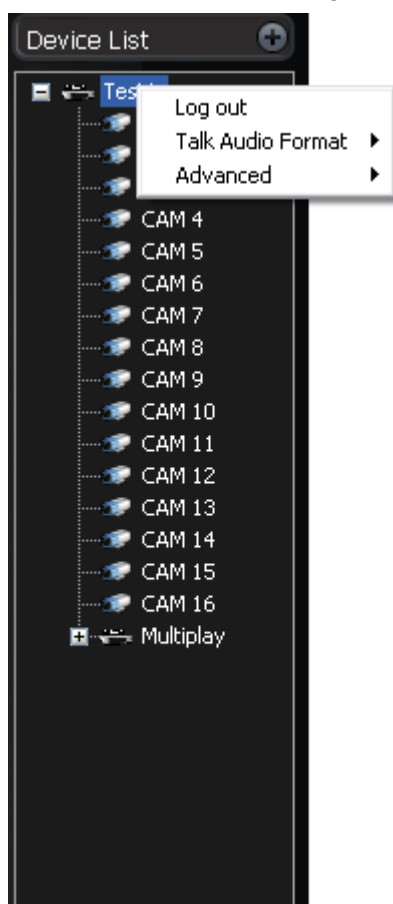 Device List
Log out
Talk Audio Format
Advanced
CAM 4
CAM 5
CAM 6
CAM 7
CAM 8
CAM 9
CAM 10
CAM 11
CAM 12
CAM 13
CAM 14
CAM 15
CAM 16
Multiplay